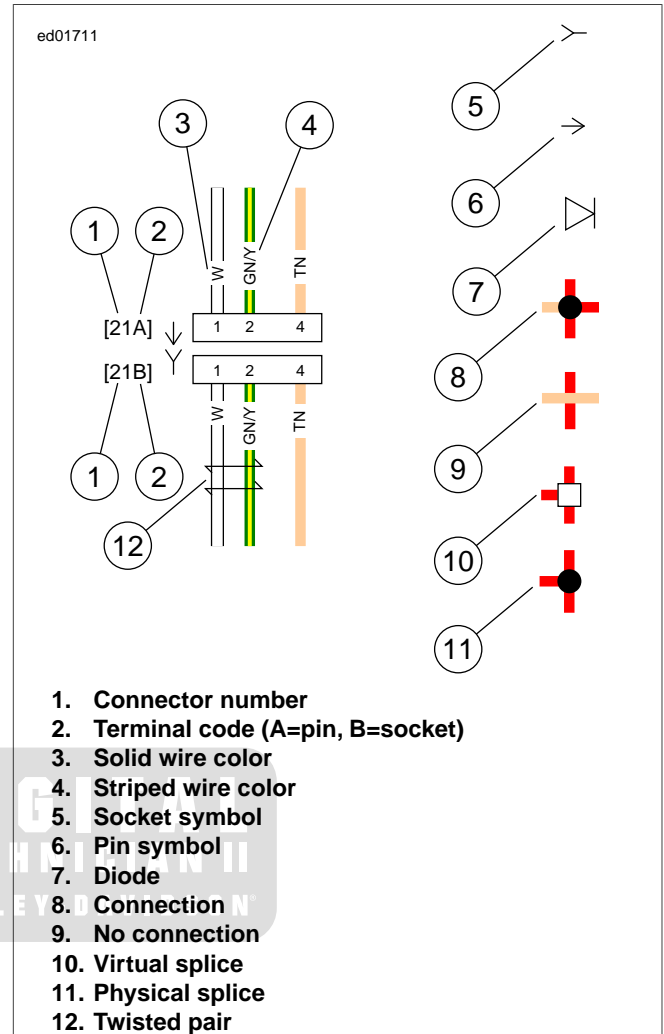 ed01711
3
4
5
6
7
8
9
10
11
1
2
W
GN/Y
TN
[21A]
1 2 4
[21B]
1 2 4
W
GN/Y
TN
1
2
12
1. Connector number
2. Terminal code (A=pin, B=socket)
3. Solid wire color
4. Striped wire color
5. Socket symbol
6. Pin symbol
7. Diode
8. Connection
9. No connection
10. Virtual splice
11. Physical splice
12. Twisted pair